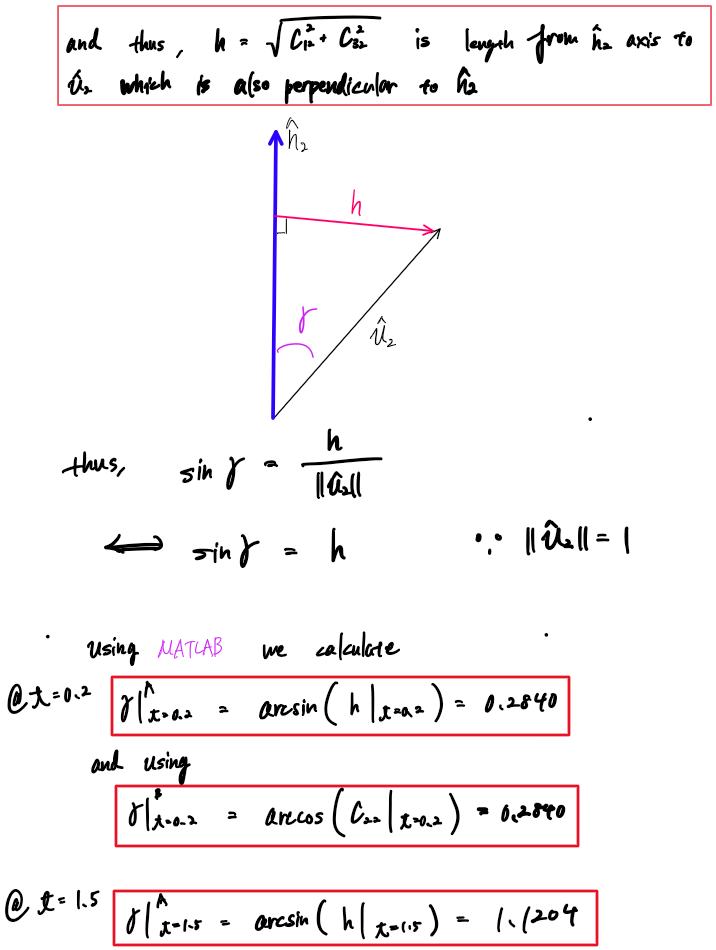 and thus, h = √(C₁₂² + C₃₂²) is length from ĥ₂ axis to
û₂ which is also perpendicular to ĥ₂
ĥ₂
h
γ
û₂
thus, sin γ = h / ||û₂||
⟺ sin γ = h ∵ ||û₂|| = 1
Using MATLAB we calculate
@ t=0.2 γ|ᴬ t=0.2 = arcsin( h | t=0.2 ) = 0.2840
and using
γ|ᴮ t=0.2 = arccos( C₂₂ | t=0.2 ) = 0.2840
@ t=1.5 γ|ᴬ t=1.5 = arcsin( h | t=1.5 ) = 1.1204